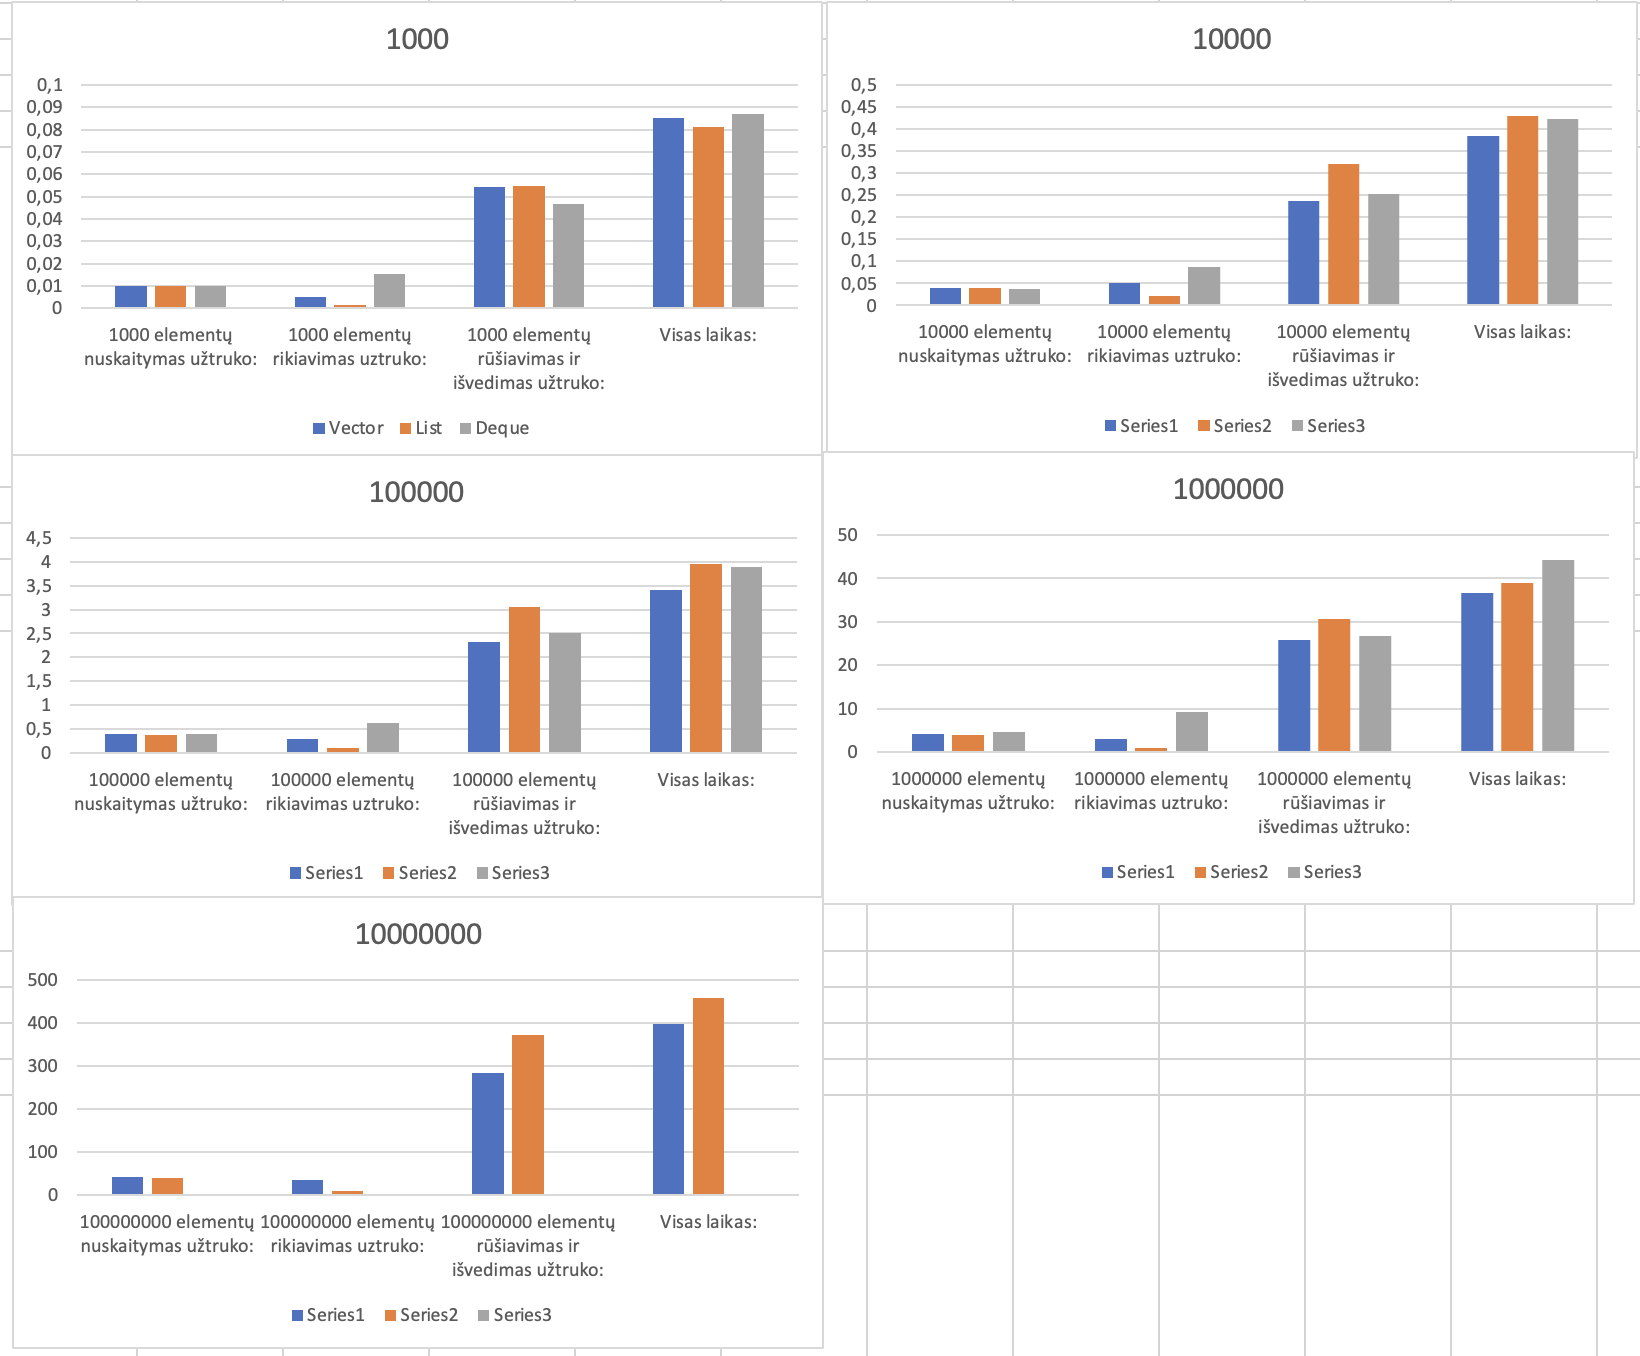 1000
0,1
0,09
0,08
0,07
0,06
0,05
0,04
0,03
0,02
0,01
0
1000 elementų
nuskaitymas užtruko:
1000 elementų
rikiavimas uztruko:
1000 elementų
rūšiavimas ir
išvedimas užtruko:
Visas laikas:
Vector List Deque
10000
0,5
0,45
0,4
0,35
0,3
0,25
0,2
0,15
0,1
0,05
0
10000 elementų
nuskaitymas užtruko:
10000 elementų
rikiavimas uztruko:
10000 elementų
rūšiavimas ir
išvedimas užtruko:
Visas laikas:
Series1 Series2 Series3
100000
4,5
4
3,5
3
2,5
2
1,5
1
0,5
0
100000 elementų
nuskaitymas užtruko:
100000 elementų
rikiavimas uztruko:
100000 elementų
rūšiavimas ir
išvedimas užtruko:
Visas laikas:
Series1 Series2 Series3
1000000
50
40
30
20
10
0
1000000 elementų
nuskaitymas užtruko:
1000000 elementų
rikiavimas uztruko:
1000000 elementų
rūšiavimas ir
išvedimas užtruko:
Visas laikas:
Series1 Series2 Series3
10000000
500
400
300
200
100
0
100000000 elementų
nuskaitymas užtruko:
100000000 elementų
rikiavimas uztruko:
100000000 elementų
rūšiavimas ir
išvedimas užtruko:
Visas laikas:
Series1 Series2 Series3